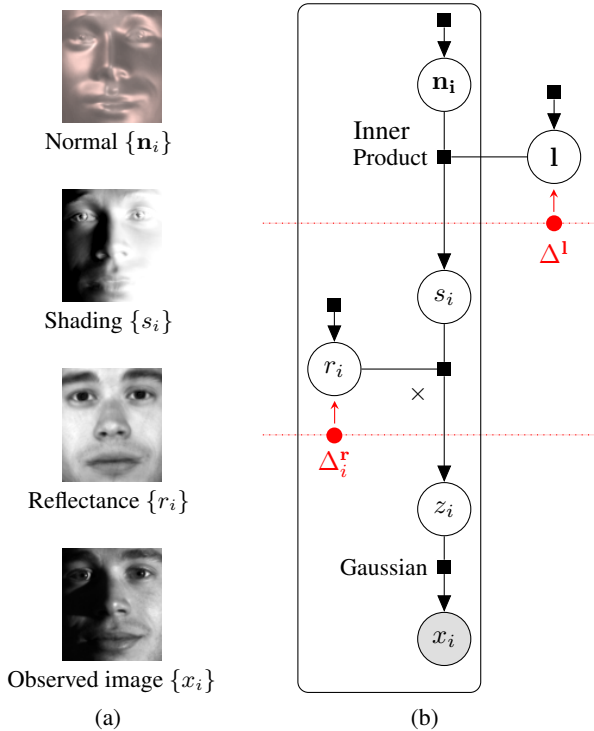 Normal {n_i}
Shading {s_i}
Reflectance {r_i}
Observed image {x_i}
(a)
n_i
Inner
Product
l
Δ^l
s_i
r_i
×
Δ_i^r
z_i
Gaussian
x_i
(b)